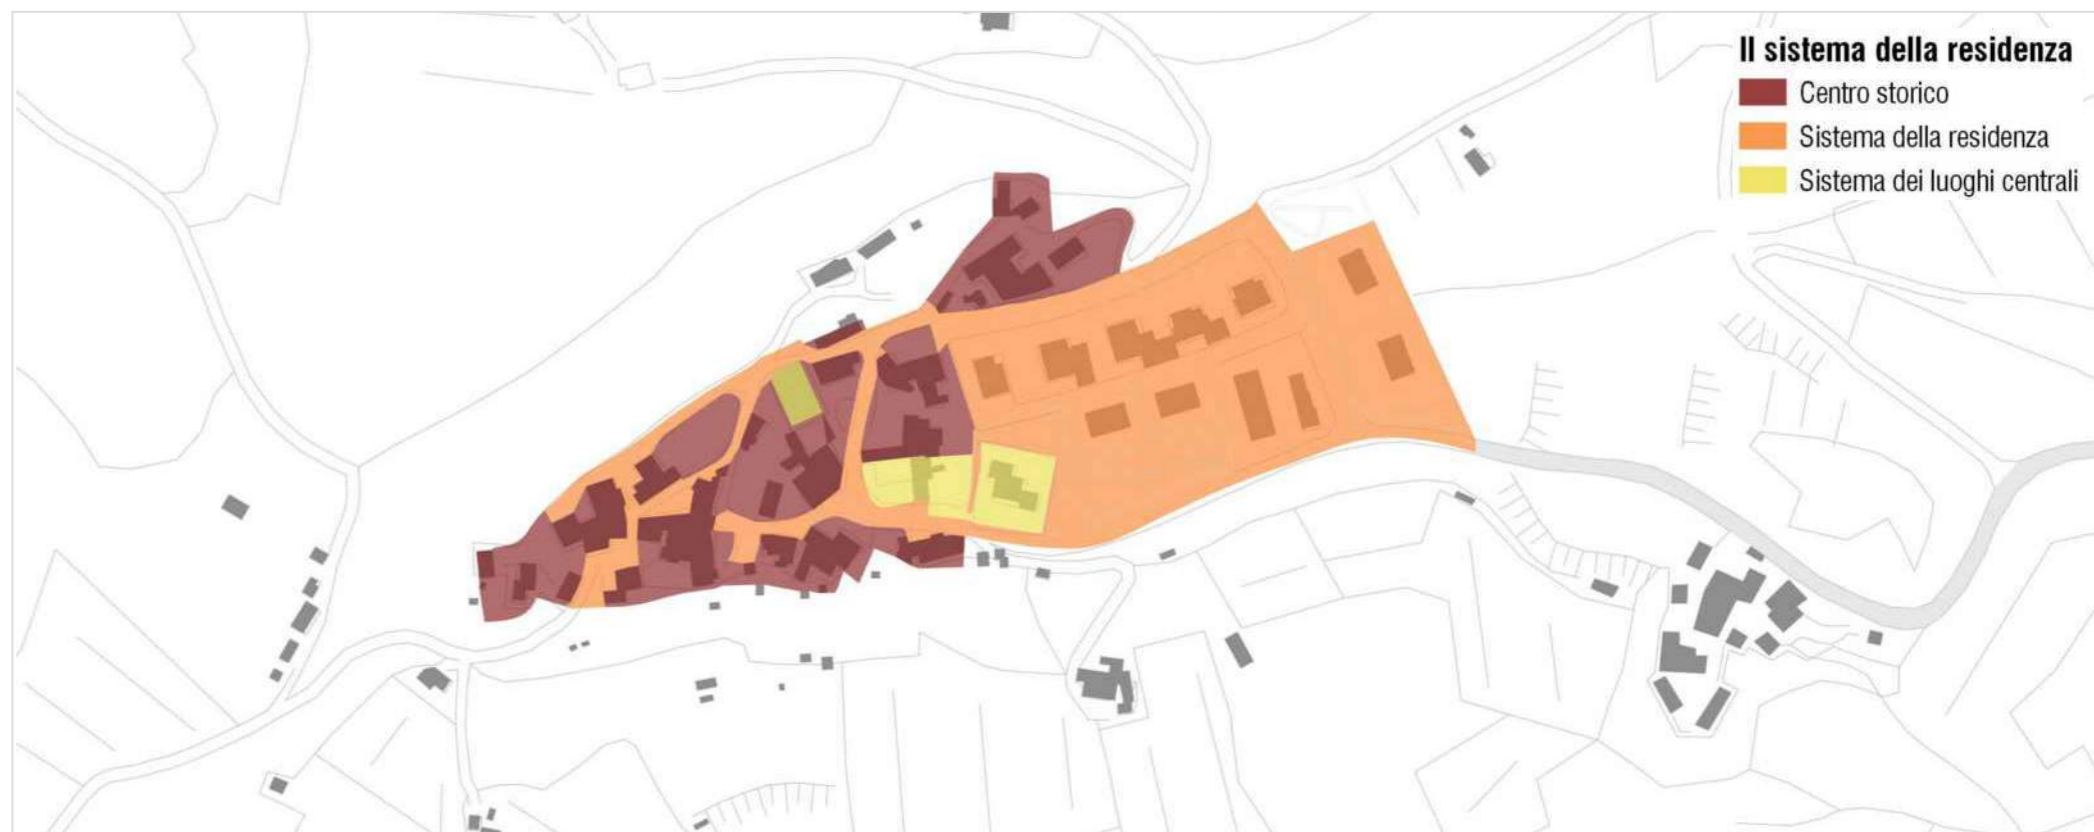 Il sistema della residenza
Centro storico
Sistema della residenza
Sistema dei luoghi centrali